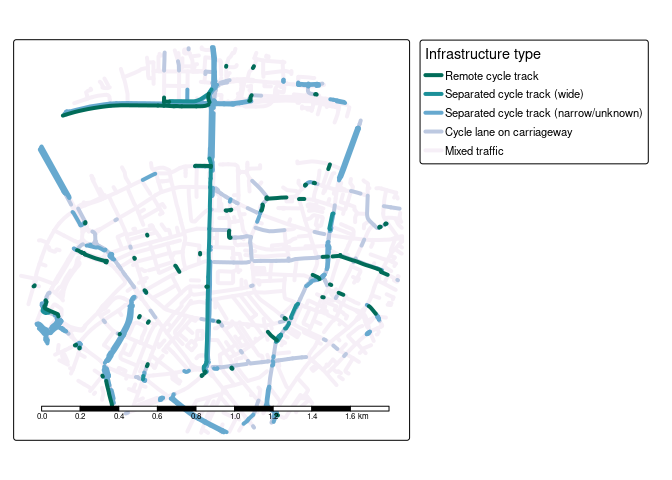 Infrastructure type
Remote cycle track
Separated cycle track (wide)
Separated cycle track (narrow/unknown)
Cycle lane on carriageway
Mixed traffic
0.0 0.2 0.4 0.6 0.8 1.0 1.2 1.4 1.6 km